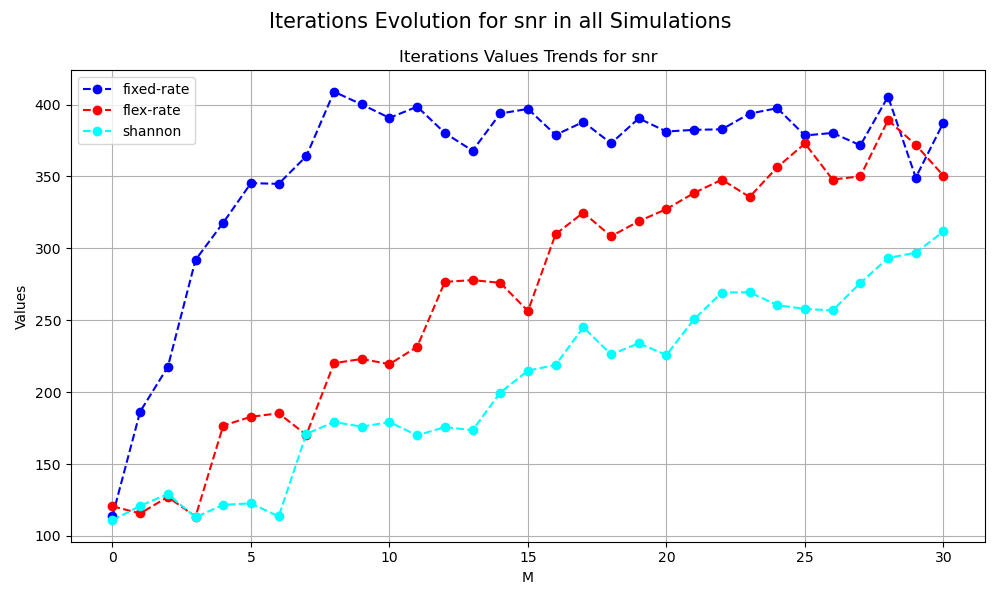 Iterations Evolution for snr in all Simulations
Iterations Values Trends for snr
fixed-rate
flex-rate
shannon
400
350
300
250
200
150
100
Values
0 5 10 15 20 25 30
M